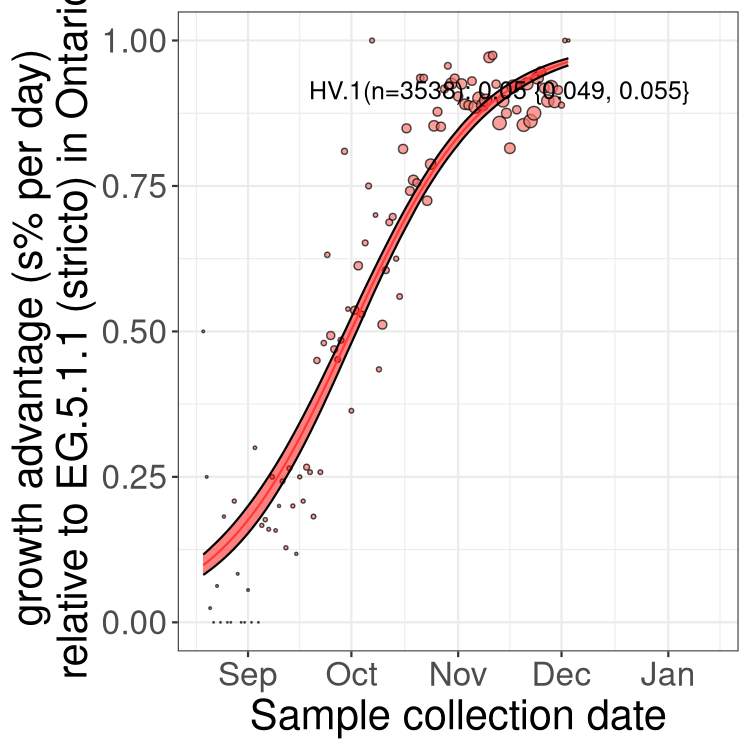 growth advantage (s% per day)
relative to EG.5.1.1 (stricto) in Ontario
1.00
0.75
0.50
0.25
0.00
HV.1(n=3538): 0.05 {0.049, 0.055}
Sep Oct Nov Dec Jan
Sample collection date